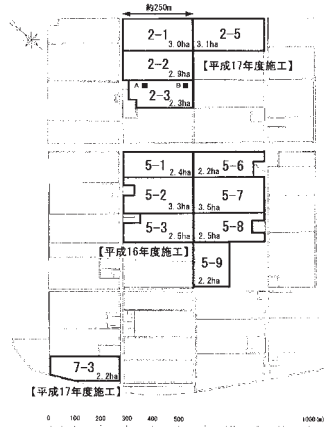 約250m
2-1
3.0ha
2-5
3.1ha
2-2
2.9ha
【平成17年度施工】
A
B
2-3
2.3ha
5-1
2.4ha
5-6
2.2ha
5-2
3.3ha
5-7
3.5ha
5-3
2.5ha
5-8
2.5ha
【平成16年度施工】
5-9
2.2ha
7-3
2.2ha
【平成17年度施工】
0 100 200 300 400 500 1000(m)